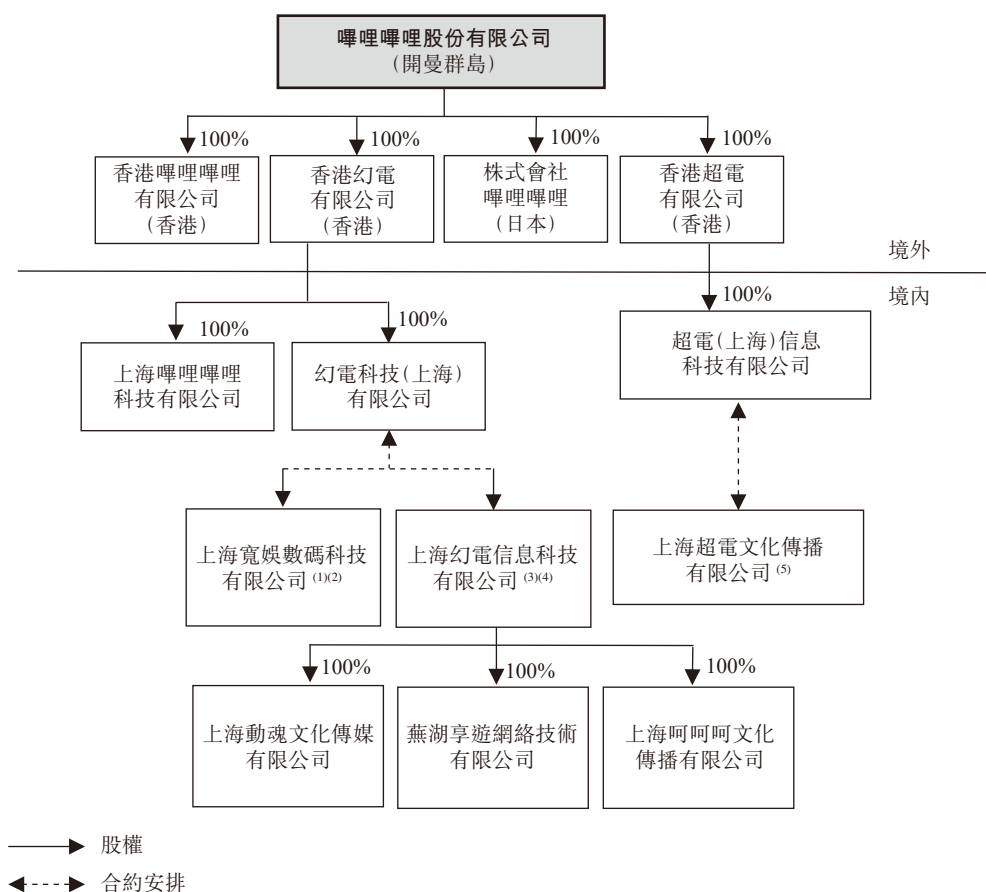 嗶哩嗶哩股份有限公司
(開曼群島)
100%
100%
100%
100%
香港嗶哩嗶哩
有限公司
(香港)
香港幻電
有限公司
(香港)
株式會社
嗶哩嗶哩
(日本)
香港超電
有限公司
(香港)
境外
境內
100%
100%
100%
上海嗶哩嗶哩
科技有限公司
幻電科技(上海)
有限公司
超電(上海)信息
科技有限公司
上海寬娛數碼科技
有限公司 (1)(2)
上海幻電信息科技
有限公司 (3)(4)
上海超電文化傳播
有限公司 (5)
100%
100%
100%
上海動魂文化傳媒
有限公司
蕪湖享遊網絡技術
有限公司
上海呵呵呵文化
傳播有限公司
股權
合約安排